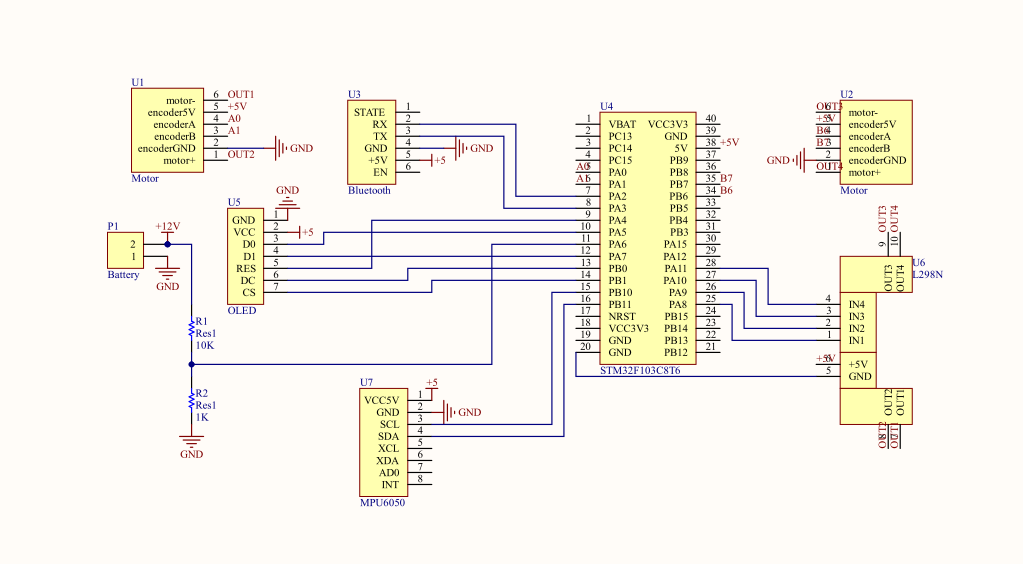 U1
motor- 6 OUT1
encoder5V 5 +5V
encoderA 4 A0
encoderB 3 A1
encoderGND 2 GND
motor+ 1 OUT2
Motor
U3
STATE 1
RX 2
TX 3
GND 4 GND
+5V 5 +5
EN 6
Bluetooth
U4
1 VBAT VCC3V3 40
2 PC13 GND 39
3 PC14 5V 38 +5V
4 PC15 PB9 37
A0 5 PA0 PB8 36
A1 6 PA1 PB7 35 B7
7 PA2 PB6 34 B6
8 PA3 PB5 33
9 PA4 PB4 32
10 PA5 PB3 31
11 PA6 PA15 30
12 PA7 PA12 29
13 PB0 PA11 28
14 PB1 PA10 27
15 PB10 PA9 26
16 PB11 PA8 25
17 NRST PB15 24
18 VCC3V3 PB14 23
19 GND PB13 22
20 GND PB12 21
STM32F103C8T6
U2
OUT3 6 motor-
+5V 5 encoder5V
B6 4 encoderA
B7 3 encoderB
GND 2 encoderGND
OUT4 1 motor+
Motor
GND
U5
GND 1
VCC 2 +5
D0 3
D1 4
RES 5
DC 6
CS 7
OLED
P1
+12V
2
1
Battery
GND
R1
Res1
10K
R2
Res1
1K
GND
U7
+5
VCC5V 1
GND 2 GND
SCL 3
SDA 4
XCL 5
XDA 6
AD0 7
INT 8
MPU6050
OUT3 OUT4
9 10
U6
L298N
OUT3 OUT4
4 IN4
3 IN3
2 IN2
1 IN1
+5V 6 +5V
5 GND
OUT2 OUT1
OUT2 OUT1